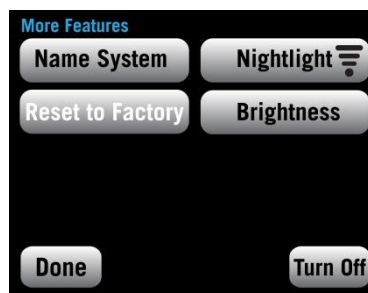 More Features
Name System
Nightlight
Reset to Factory
Brightness
Done
Turn Off